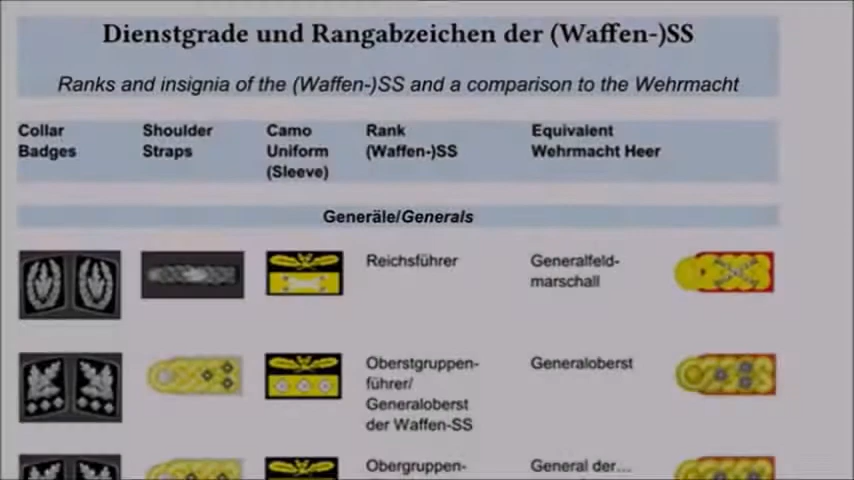 Dienstgrade und Rangabzeichen der (Waffen-)SS
Ranks and insignia of the (Waffen-)SS and a comparison to the Wehrmacht
Collar Badges
Shoulder Straps
Camo Uniform (Sleeve)
Rank (Waffen-)SS
Equivalent Wehrmacht Heer
Generäle/Generals
Reichsführer
Generalfeld-
marschall
Oberstgruppen-
führer/
Generaloberst
der Waffen-SS
Generaloberst
Obergruppen-
General der...